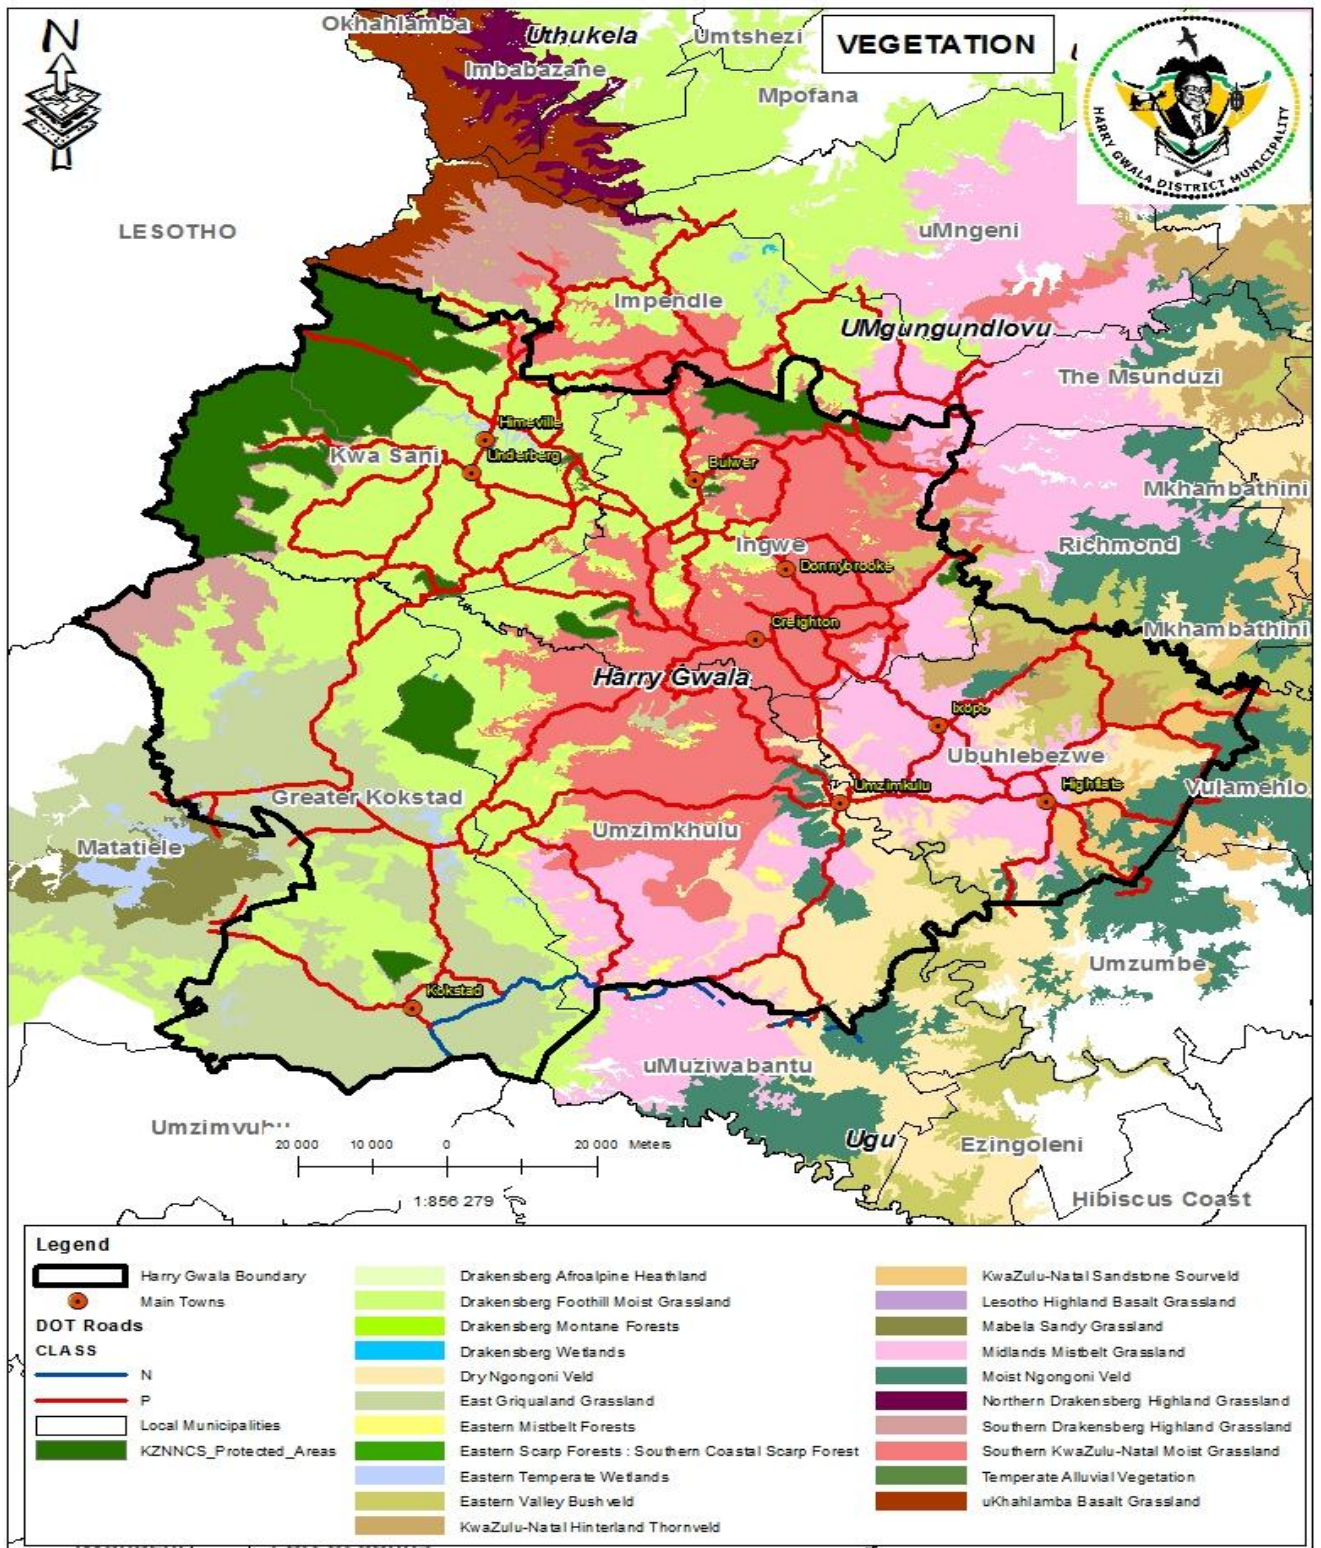 N
Okhahlamba
Uthukela
Umtshezi
VEGETATION
U
Imbabazane
Mpofana
HARRY GWALA DISTRICT MUNICIPALITY
LESOTHO
uMngeni
Impendle
UMgungundlovu
The Msunduzi
Himeville
Kwa Sani
Underberg
Bulwer
Mkhambathini
Ingwe
Richmond
Donnybrooke
Creighton
Mkhambathini
Harry Gwala
Ixopo
Ubuhlebezwe
Greater Kokstad
Umzimkulu
Highflats
Vulamehlo
Umzimkhulu
Matatiele
Umzumbe
Kokstad
uMuziwabantu
Umzimvubu
Ugu
Ezingoleni
20 000 10 000 0 20 000 Meters
1:856 279
Hibiscus Coast
Legend
Harry Gwala Boundary
Main Towns
DOT Roads
CLASS
N
P
Local Municipalities
KZNNCS_Protected_Areas
Drakensberg Afroalpine Heathland
Drakensberg Foothill Moist Grassland
Drakensberg Montane Forests
Drakensberg Wetlands
Dry Ngongoni Veld
East Griqualand Grassland
Eastern Mistbelt Forests
Eastern Scarp Forests : Southern Coastal Scarp Forest
Eastern Temperate Wetlands
Eastern Valley Bushveld
KwaZulu-Natal Hinterland Thornveld
KwaZulu-Natal Sandstone Sourveld
Lesotho Highland Basalt Grassland
Mabela Sandy Grassland
Midlands Mistbelt Grassland
Moist Ngongoni Veld
Northern Drakensberg Highland Grassland
Southern Drakensberg Highland Grassland
Southern KwaZulu-Natal Moist Grassland
Temperate Alluvial Vegetation
uKhahlamba Basalt Grassland